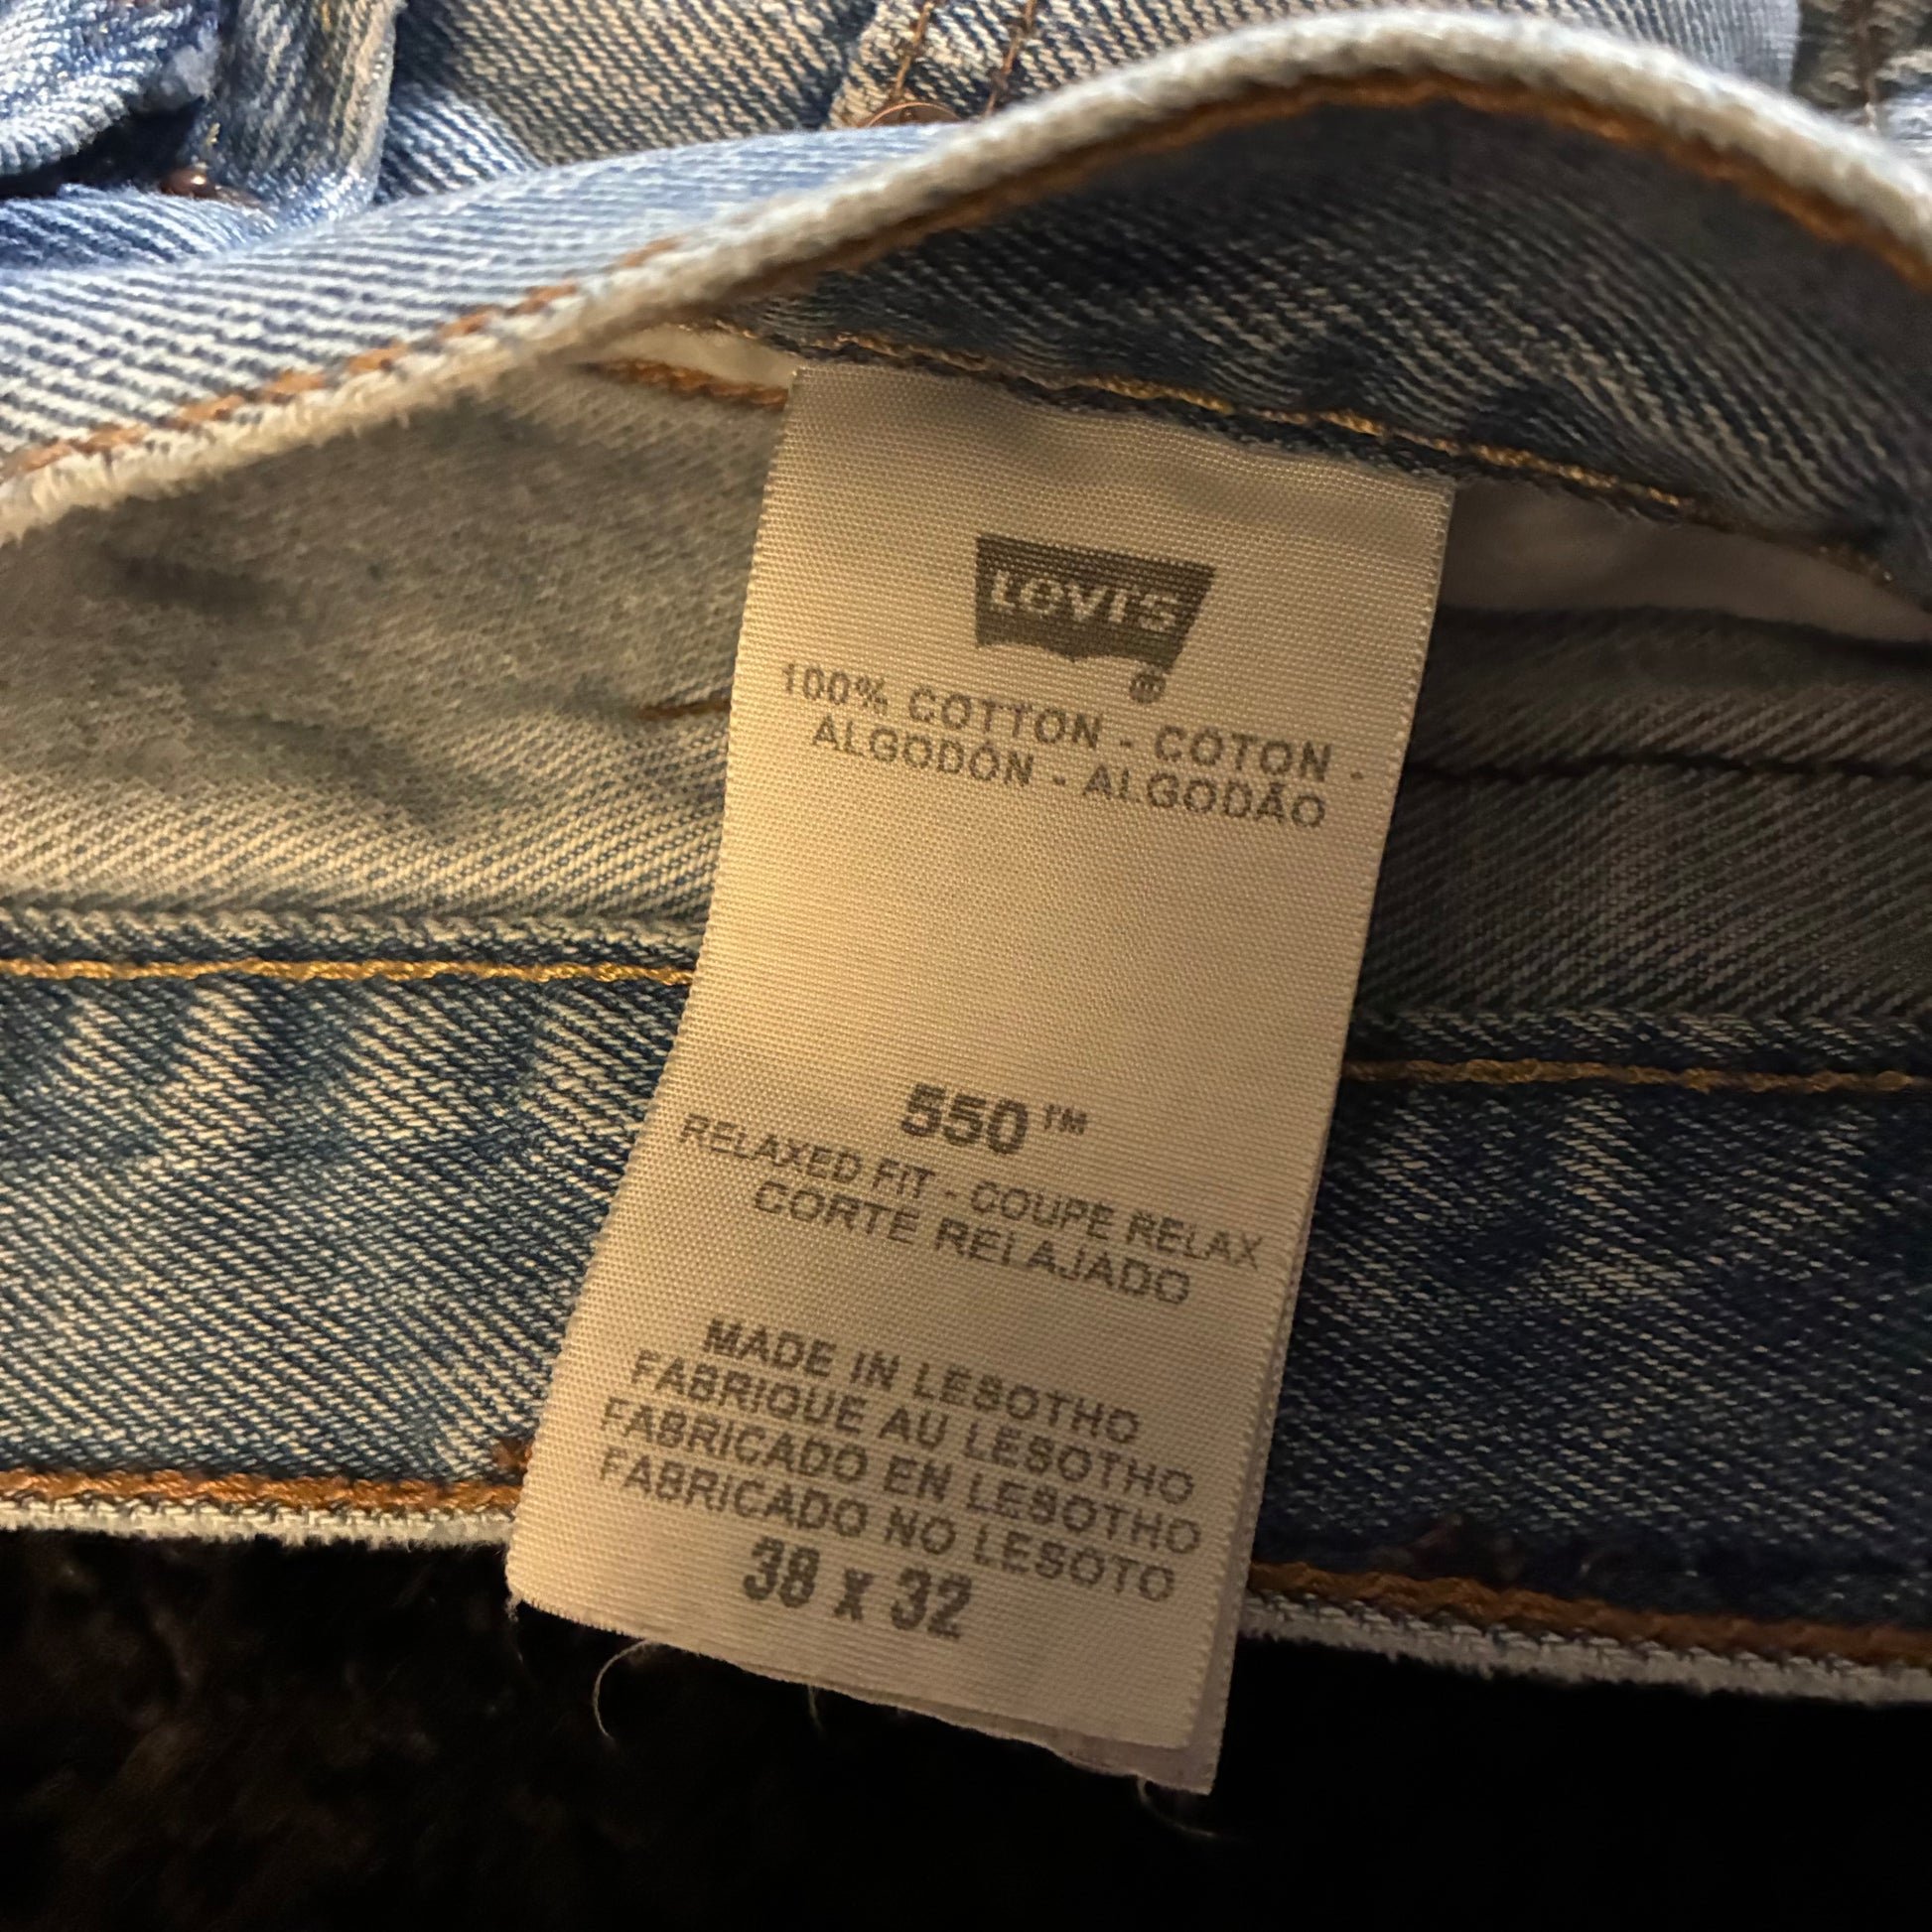 LEVI'S
®
100% COTTON - COTON -
ALGODÓN - ALGODÃO
550™
RELAXED FIT - COUPE RELAX
CORTE RELAJADO
MADE IN LESOTHO
FABRIQUE AU LESOTHO
FABRICADO EN LESOTHO
FABRICADO NO LESOTO
38 x 32